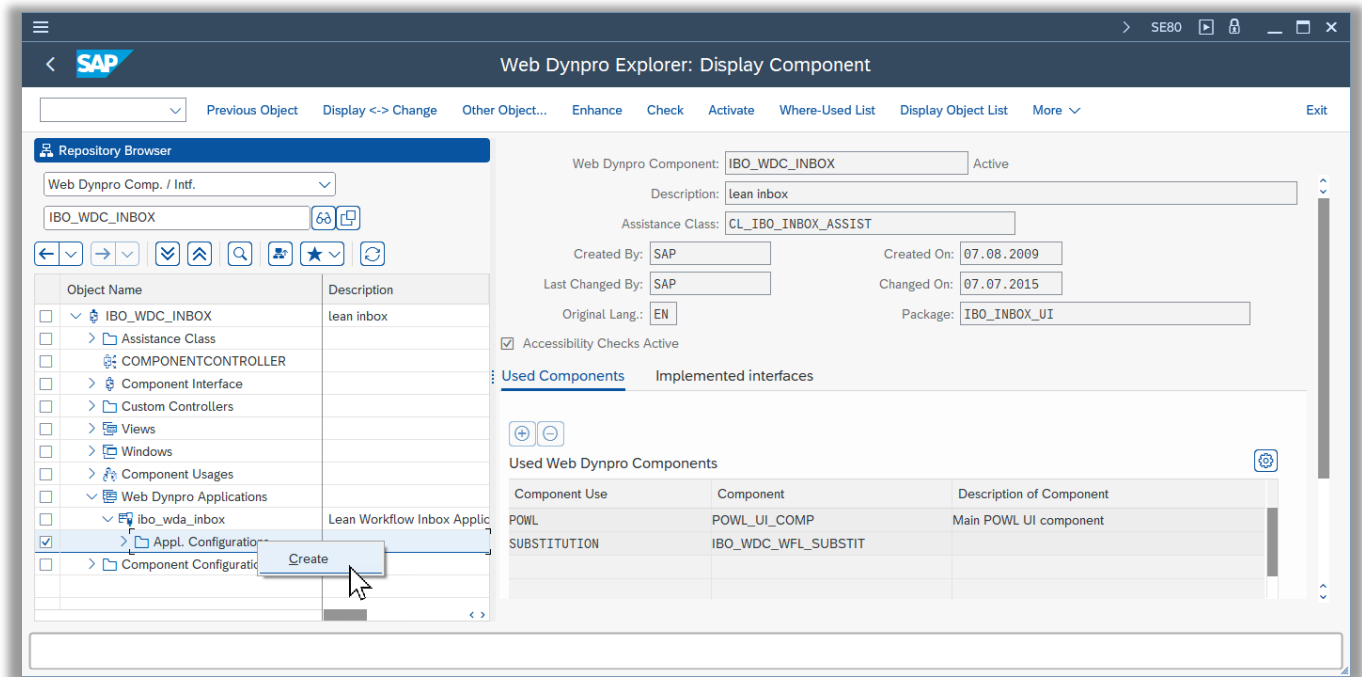 SE80
SAP
Web Dynpro Explorer: Display Component
Previous Object
Display <-> Change
Other Object...
Enhance
Check
Activate
Where-Used List
Display Object List
More
Exit
Repository Browser
Web Dynpro Comp. / Intf.
IBO_WDC_INBOX
Object Name Description
IBO_WDC_INBOX lean inbox
Assistance Class
COMPONENTCONTROLLER
Component Interface
Custom Controllers
Views
Windows
Component Usages
Web Dynpro Applications
ibo_wda_inbox Lean Workflow Inbox Applic
Appl. Configurations
Create
Component Configuratio
Web Dynpro Component: IBO_WDC_INBOX Active
Description: lean inbox
Assistance Class: CL_IBO_INBOX_ASSIST
Created By: SAP Created On: 07.08.2009
Last Changed By: SAP Changed On: 07.07.2015
Original Lang.: EN Package: IBO_INBOX_UI
Accessibility Checks Active
Used Components Implemented interfaces
Used Web Dynpro Components
Component Use Component Description of Component
POWL POWL_UI_COMP Main POWL UI component
SUBSTITUTION IBO_WDC_WFL_SUBSTIT